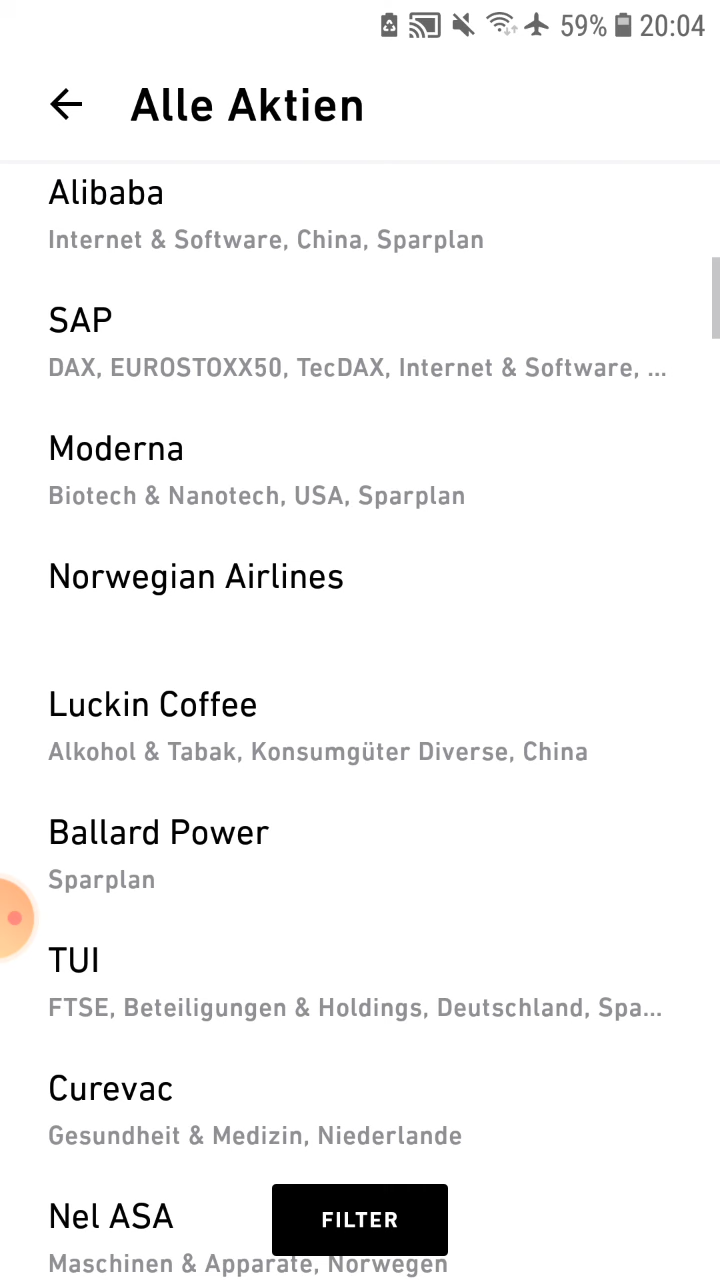 59% 20:04
Alle Aktien
Alibaba
Internet & Software, China, Sparplan
SAP
DAX, EUROSTOXX50, TecDAX, Internet & Software, ...
Moderna
Biotech & Nanotech, USA, Sparplan
Norwegian Airlines
Luckin Coffee
Alkohol & Tabak, Konsumgüter Diverse, China
Ballard Power
Sparplan
TUI
FTSE, Beteiligungen & Holdings, Deutschland, Spa...
Curevac
Gesundheit & Medizin, Niederlande
Nel ASA
FILTER
Maschinen & Apparate, Norwegen